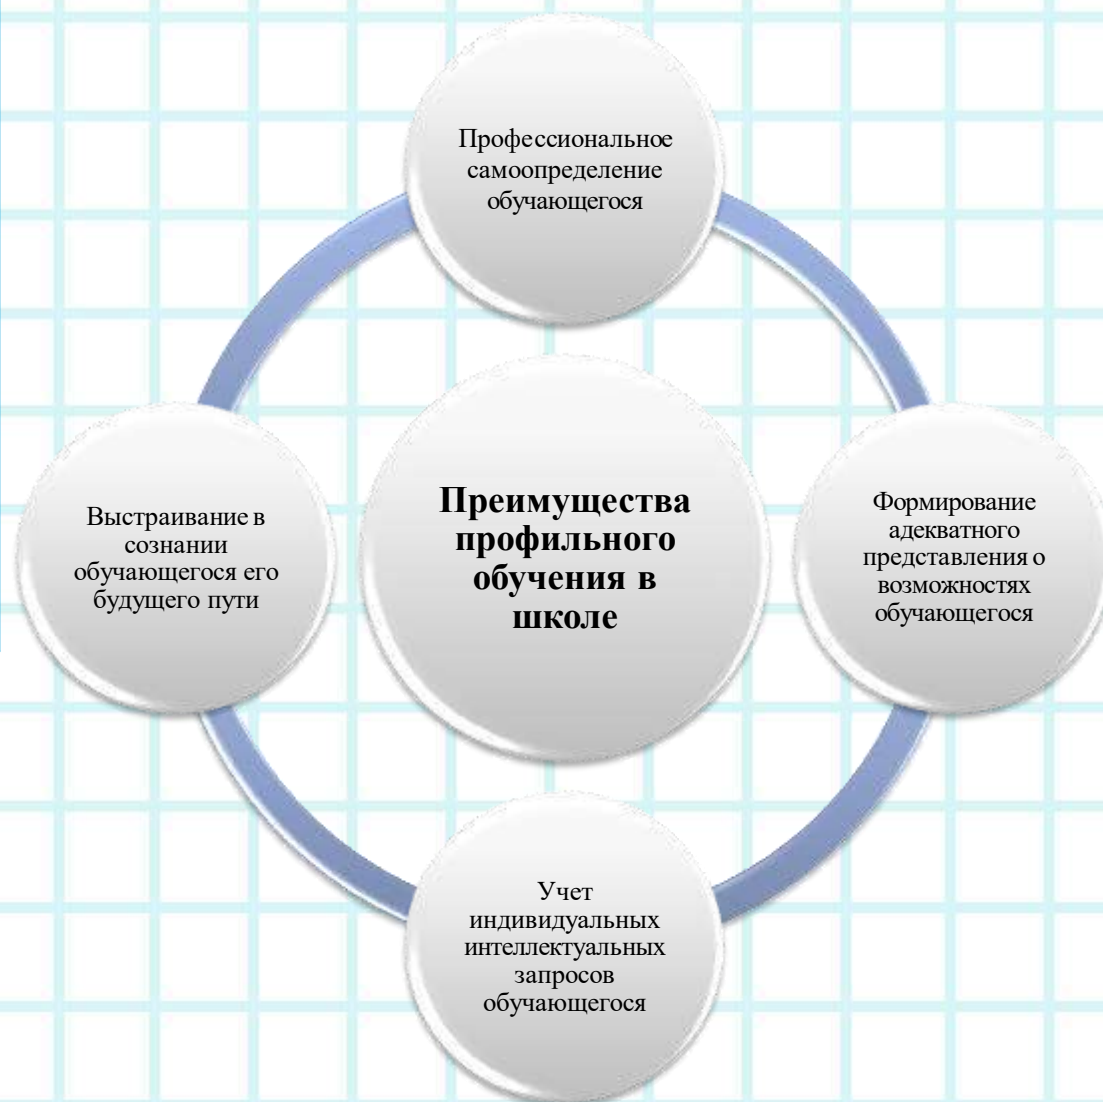 Профессиональное
самоопределение
обучающегося
Преимущества
профильного
обучения в
школе
Формирование
адекватного
представления о
возможностях
обучающегося
Учет
индивидуальных
интеллектуальных
запросов
обучающегося
Выстраивание в
сознании
обучающегося его
будущего пути